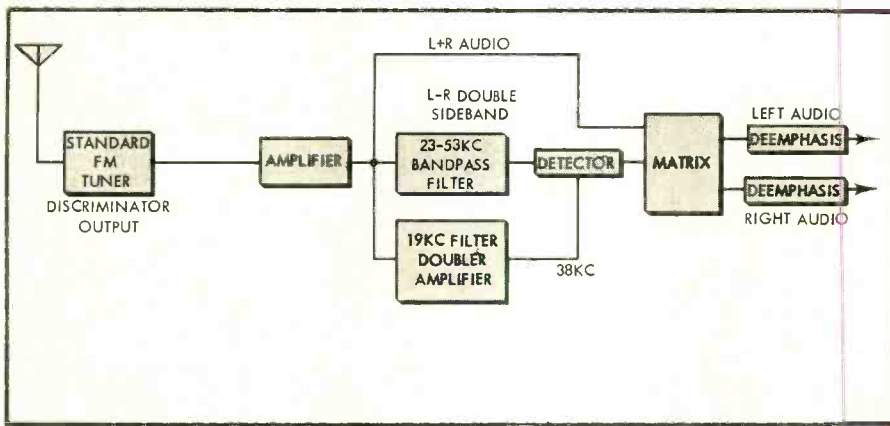 L+R AUDIO
L-R DOUBLE
SIDEBAND
STANDARD
FM
TUNER
DISCRIMINATOR
OUTPUT
AMPLIFIER
23-53KC
BANDPASS
FILTER
DETECTOR
MATRIX
LEFT AUDIO
DEEMPHASIS
DEEMPHASIS
RIGHT AUDIO
19KC FILTER
DOUBLER
AMPLIFIER
38KC